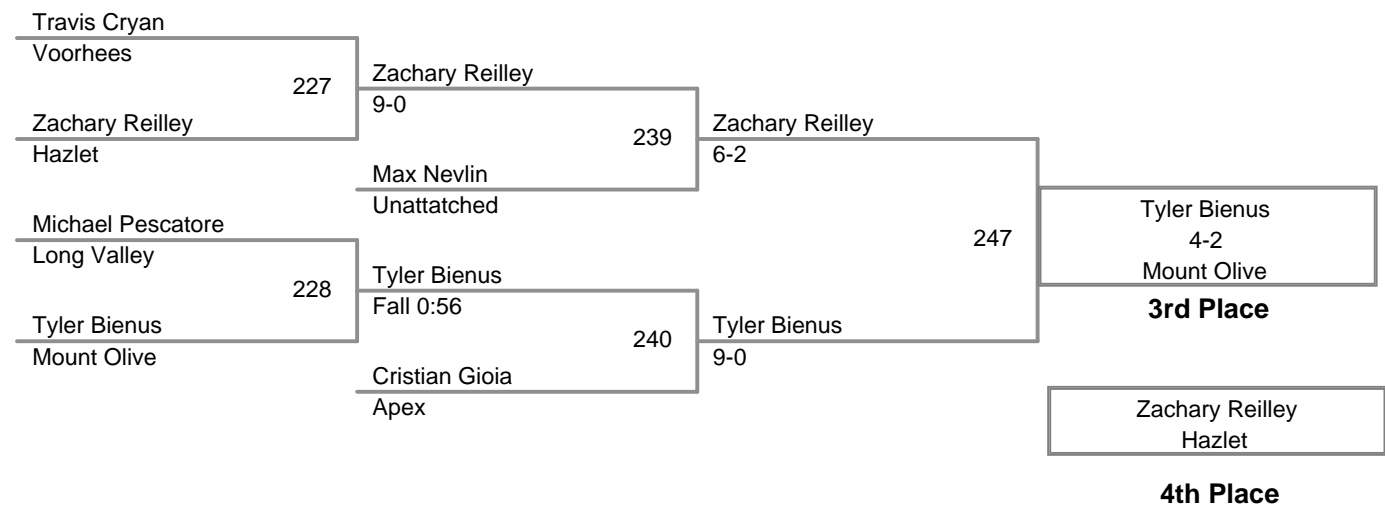 Travis Cryan
Voorhees
227
Zachary Reilley
Hazlet
Zachary Reilley
9-0
239
Max Nevlin
Unattatched
Zachary Reilley
6-2
Michael Pescatore
Long Valley
228
Tyler Bienus
Mount Olive
Tyler Bienus
Fall 0:56
240
Cristian Gioia
Apex
Tyler Bienus
9-0
247
Tyler Bienus
4-2
Mount Olive
3rd Place
Zachary Reilley
Hazlet
4th Place